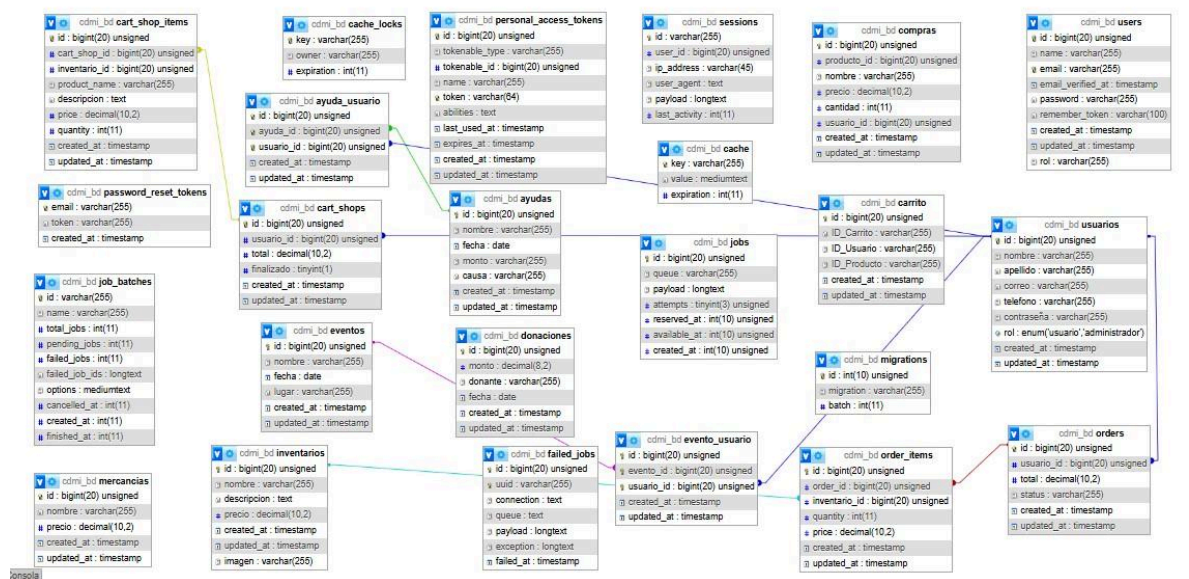 cdmi_bd cart_shop_items
id : bigint(20) unsigned
cart_shop_id : bigint(20) unsigned
inventario_id : bigint(20) unsigned
product_name : varchar(255)
descripcion : text
price : decimal(10,2)
quantity : int(11)
created_at : timestamp
updated_at : timestamp
cdmi_bd cache_locks
key : varchar(255)
owner : varchar(255)
expiration : int(11)
cdmi_bd personal_access_tokens
id : bigint(20) unsigned
tokenable_type : varchar(255)
tokenable_id : bigint(20) unsigned
name : varchar(255)
token : varchar(64)
abilities : text
last_used_at : timestamp
expires_at : timestamp
created_at : timestamp
updated_at : timestamp
cdmi_bd sessions
id : varchar(255)
user_id : bigint(20) unsigned
ip_address : varchar(45)
user_agent : text
payload : longtext
last_activity : int(11)
cdmi_bd compras
id : bigint(20) unsigned
producto_id : bigint(20) unsigned
nombre : varchar(255)
precio : decimal(10,2)
cantidad : int(11)
usuario_id : bigint(20) unsigned
created_at : timestamp
updated_at : timestamp
cdmi_bd users
id : bigint(20) unsigned
name : varchar(255)
email : varchar(255)
email_verified_at : timestamp
password : varchar(255)
remember_token : varchar(100)
created_at : timestamp
updated_at : timestamp
rol : varchar(255)
cdmi_bd ayuda_usuario
id : bigint(20) unsigned
ayuda_id : bigint(20) unsigned
usuario_id : bigint(20) unsigned
created_at : timestamp
updated_at : timestamp
cdmi_bd cache
key : varchar(255)
value : mediumtext
expiration : int(11)
cdmi_bd password_reset_tokens
email : varchar(255)
token : varchar(255)
created_at : timestamp
cdmi_bd cart_shops
id : bigint(20) unsigned
usuario_id : bigint(20) unsigned
total : decimal(10,2)
finalizado : tinyint(1)
created_at : timestamp
updated_at : timestamp
cdmi_bd ayudas
id : bigint(20) unsigned
nombre : varchar(255)
fecha : date
monto : varchar(255)
causa : varchar(255)
created_at : timestamp
updated_at : timestamp
cdmi_bd jobs
id : bigint(20) unsigned
queue : varchar(255)
payload : longtext
attempts : tinyint(3) unsigned
reserved_at : int(10) unsigned
available_at : int(10) unsigned
created_at : int(10) unsigned
cdmi_bd carrito
id : bigint(20) unsigned
ID_Carrito : varchar(255)
ID_Usuario : varchar(255)
ID_Producto : varchar(255)
created_at : timestamp
updated_at : timestamp
cdmi_bd usuarios
id : bigint(20) unsigned
nombre : varchar(255)
apellido : varchar(255)
correo : varchar(255)
telefono : varchar(255)
contraseña : varchar(255)
rol : enum('usuario','administrador')
created_at : timestamp
updated_at : timestamp
cdmi_bd job_batches
id : varchar(255)
name : varchar(255)
total_jobs : int(11)
pending_jobs : int(11)
failed_jobs : int(11)
failed_job_ids : longtext
options : mediumtext
cancelled_at : int(11)
created_at : int(11)
finished_at : int(11)
cdmi_bd eventos
id : bigint(20) unsigned
nombre : varchar(255)
fecha : date
lugar : varchar(255)
created_at : timestamp
updated_at : timestamp
cdmi_bd donaciones
id : bigint(20) unsigned
monto : decimal(8,2)
donante : varchar(255)
fecha : date
created_at : timestamp
updated_at : timestamp
cdmi_bd migrations
id : int(10) unsigned
migration : varchar(255)
batch : int(11)
cdmi_bd mercancias
id : bigint(20) unsigned
nombre : varchar(255)
precio : decimal(10,2)
created_at : timestamp
updated_at : timestamp
cdmi_bd inventarios
id : bigint(20) unsigned
nombre : varchar(255)
descripcion : text
precio : decimal(10,2)
created_at : timestamp
updated_at : timestamp
imagen : varchar(255)
cdmi_bd failed_jobs
id : bigint(20) unsigned
uuid : varchar(255)
connection : text
queue : text
payload : longtext
exception : longtext
failed_at : timestamp
cdmi_bd evento_usuario
id : bigint(20) unsigned
evento_id : bigint(20) unsigned
usuario_id : bigint(20) unsigned
created_at : timestamp
updated_at : timestamp
cdmi_bd order_items
id : bigint(20) unsigned
order_id : bigint(20) unsigned
inventario_id : bigint(20) unsigned
quantity : int(11)
price : decimal(10,2)
created_at : timestamp
updated_at : timestamp
cdmi_bd orders
id : bigint(20) unsigned
usuario_id : bigint(20) unsigned
total : decimal(10,2)
status : varchar(255)
created_at : timestamp
updated_at : timestamp
Consola